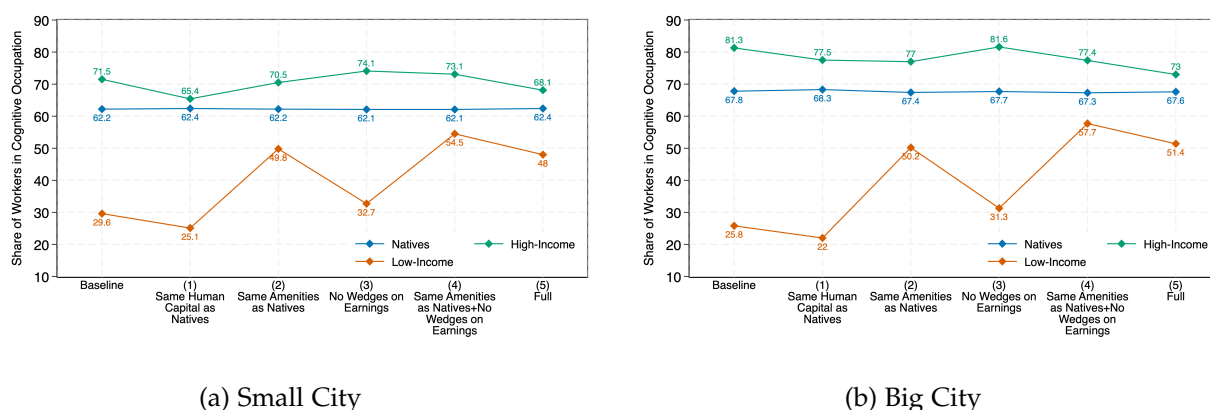 Share of Workers in Cognitive Occupation
90
80
70
60
50
40
30
20
10
71.5
65.4
70.5
74.1
73.1
68.1
62.2
62.4
62.2
62.1
62.1
62.4
29.6
25.1
49.8
32.7
54.5
48
Natives
High-Income
Low-Income
Baseline
(1)
Same Human
Capital as
Natives
(2)
Same Amenities
as Natives
(3)
No Wedges on
Earnings
(4)
Same Amenities
as Natives+No
Wedges on
Earnings
(5)
Full
(a) Small City
Share of Workers in Cognitive Occupation
90
80
70
60
50
40
30
20
10
81.3
77.5
77
81.6
77.4
73
67.8
68.3
67.4
67.7
67.3
67.6
25.8
22
50.2
31.3
57.7
51.4
Natives
High-Income
Low-Income
Baseline
(1)
Same Human
Capital as
Natives
(2)
Same Amenities
as Natives
(3)
No Wedges on
Earnings
(4)
Same Amenities
as Natives+No
Wedges on
Earnings
(5)
Full
(b) Big City